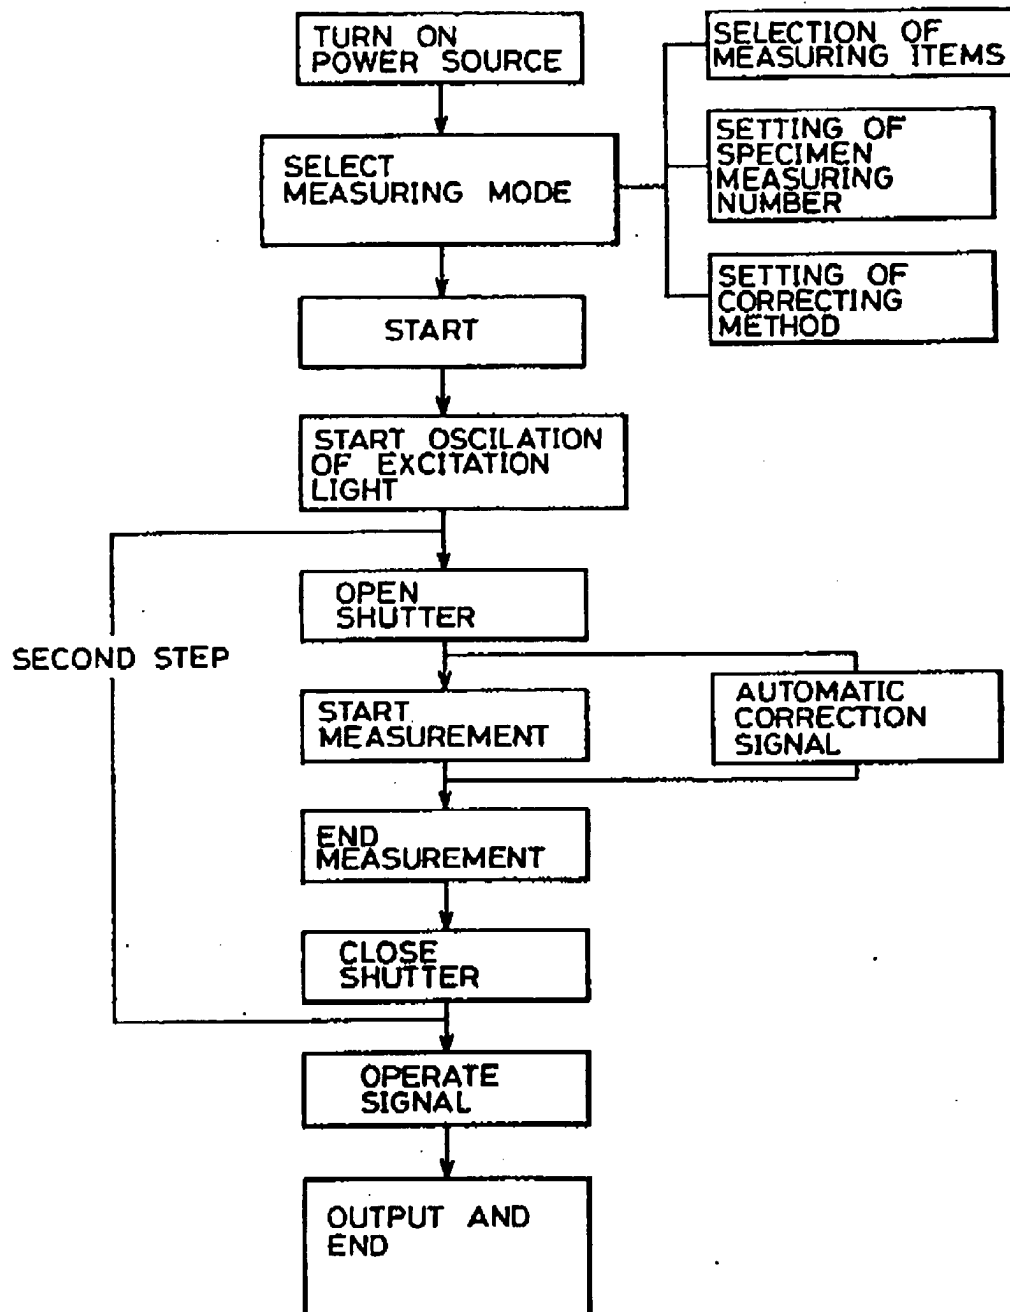 TURN ON
POWER SOURCE
SELECTION OF
MEASURING ITEMS
SELECT
MEASURING MODE
SETTING OF
SPECIMEN
MEASURING
NUMBER
SETTING OF
CORRECTING
METHOD
START
START OSCILATION
OF EXCITATION
LIGHT
OPEN
SHUTTER
SECOND STEP
START
MEASUREMENT
AUTOMATIC
CORRECTION
SIGNAL
END
MEASUREMENT
CLOSE
SHUTTER
OPERATE
SIGNAL
OUTPUT AND
END